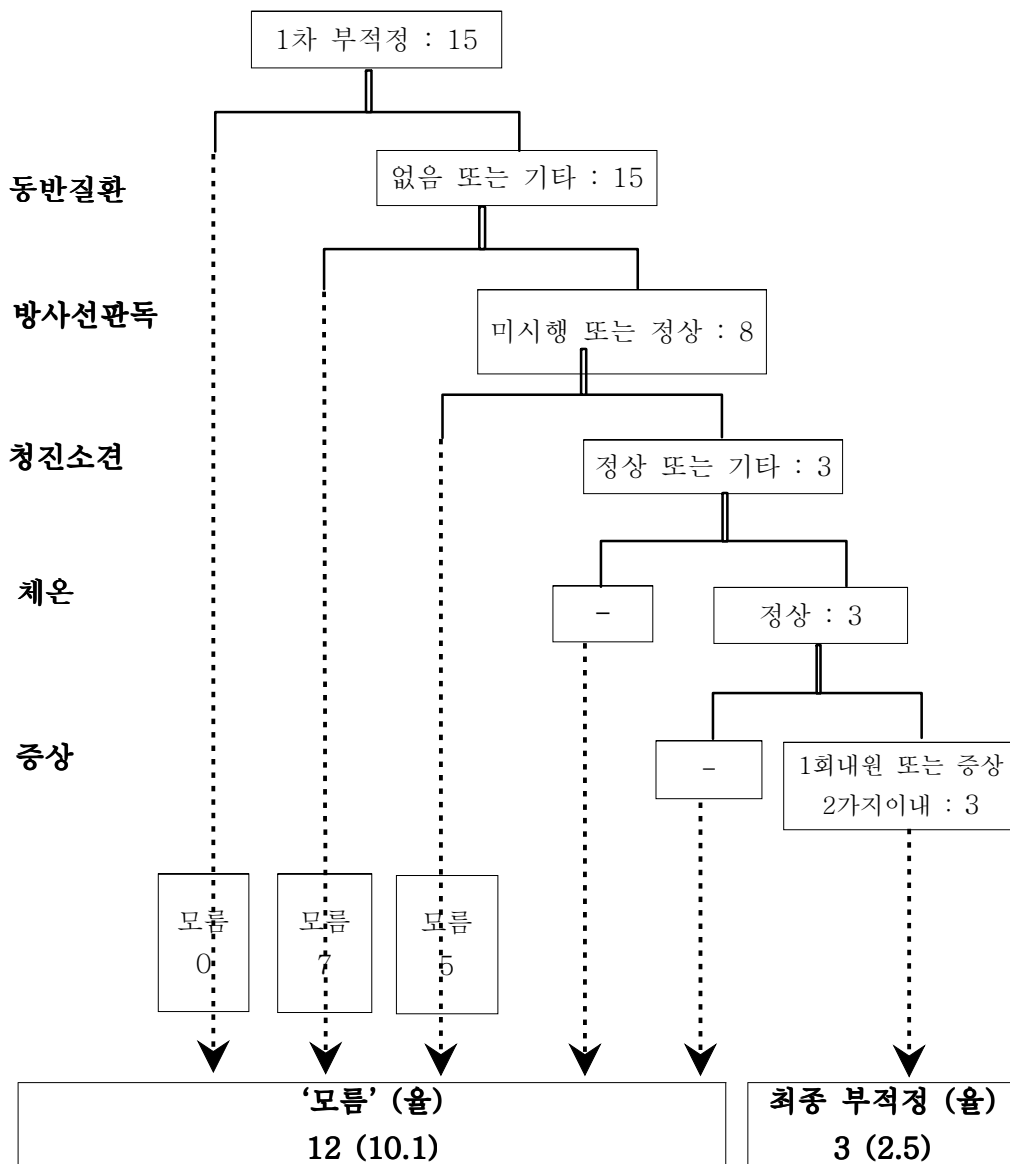 1차 부적정 : 15
동반질환
없음 또는 기타 : 15
방사선판독
미시행 또는 정상 : 8
청진소견
정상 또는 기타 : 3
체온
-
정상 : 3
증상
-
1회내원 또는 증상
2가지이내 : 3
모름
0
모름
7
모름
5
‘모름’ (율)
12 (10.1)
최종 부적정 (율)
3 (2.5)